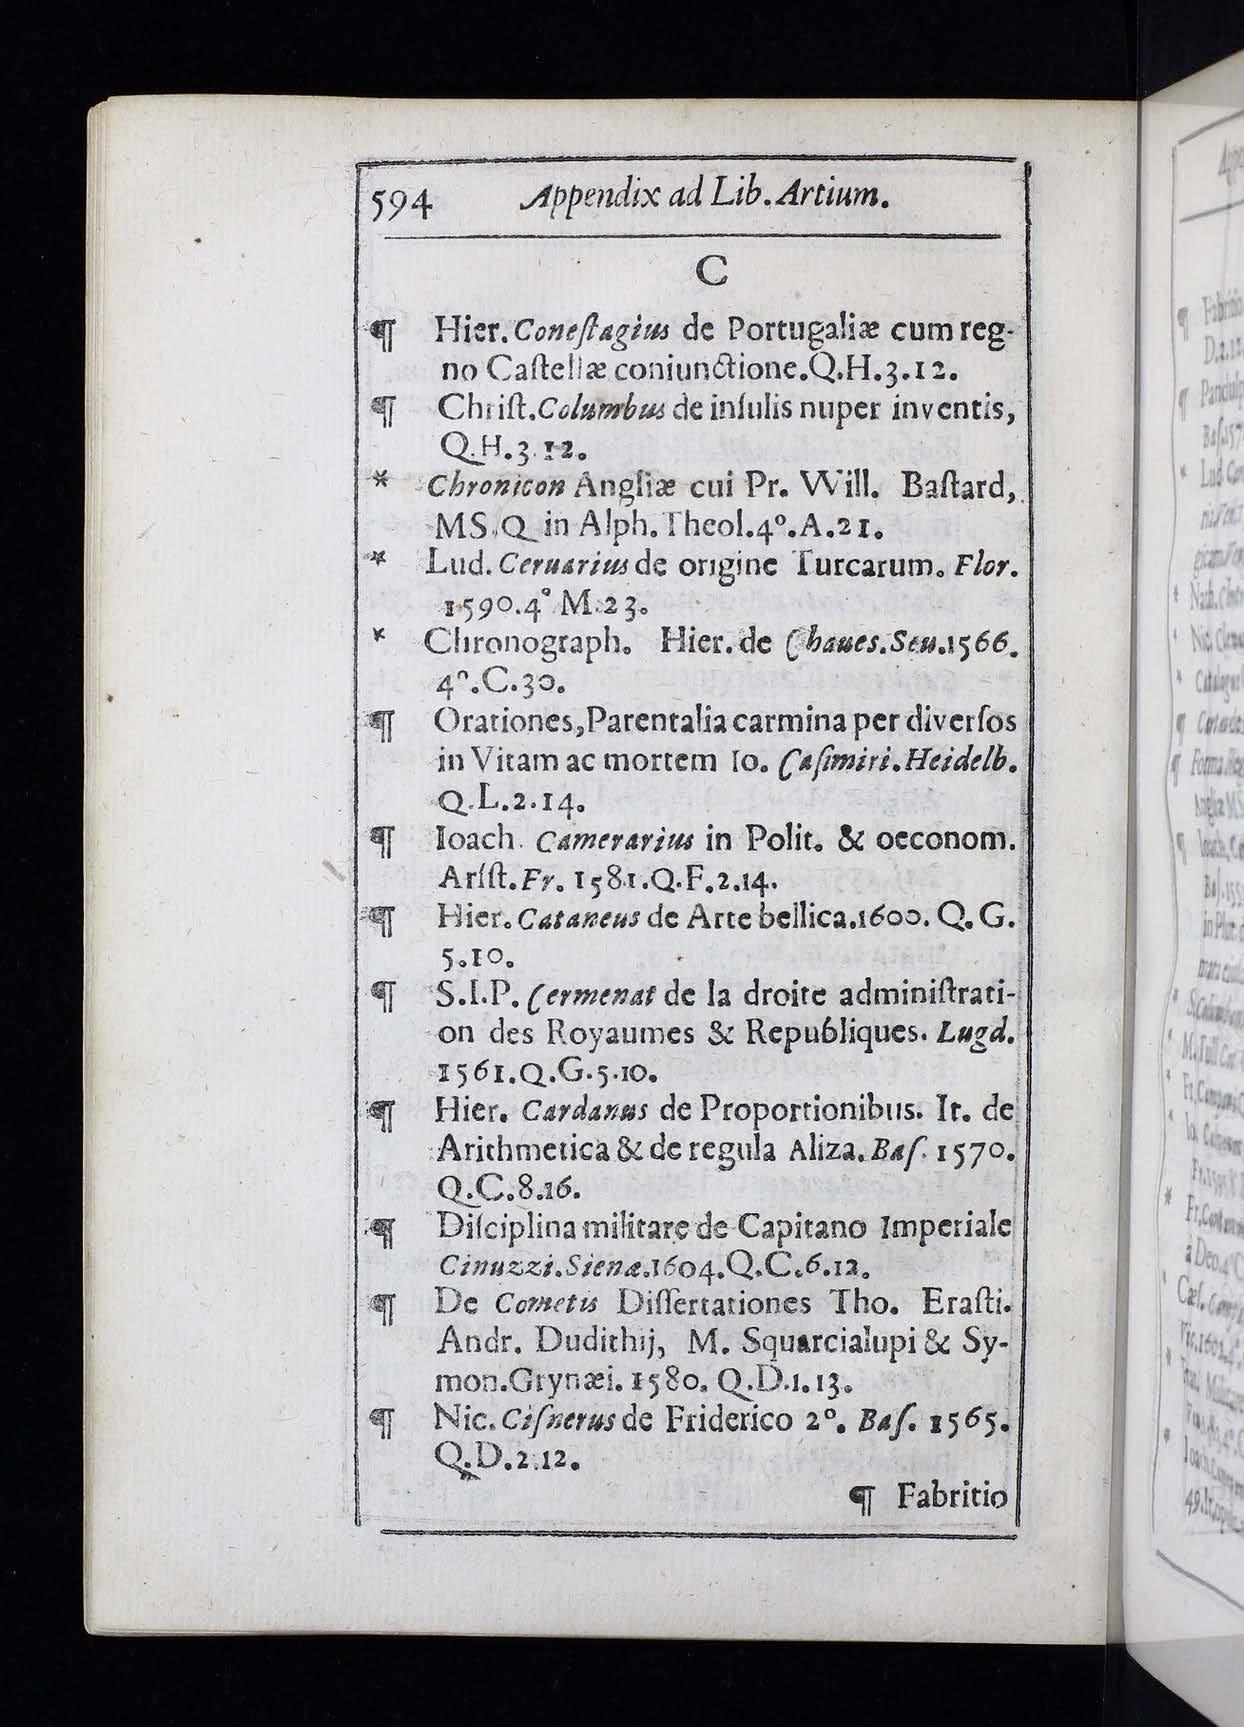 594 Appendix ad Lib. Artium.
C
¶ Hier. Coneſtagius de Portugaliæ cum reg-
no Caſtellæ coniunctione. Q.H.3.12.
¶ Chriſt. Columbus de inſulis nuper inventis,
Q.H.3.12.
* Chronicon Angliæ cui Pr. Will. Baſtard,
MS. Q in Alph. Theol. 4°. A.21.
* Lud. Ceruarius de origine Turcarum. Flor.
1590. 4° M.23.
* Chronograph. Hier. de Chaues. Seu. 1566.
4°. C.30.
¶ Orationes, Parentalia carmina per diverſos
in Vitam ac mortem Io. Caſimiri. Heidelb.
Q.L.2.14.
¶ Ioach. Camerarius in Polit. & oeconom.
Ariſt. Fr. 1581. Q.F.2.14.
¶ Hier. Cataneus de Arte bellica. 1600. Q.G.
5.10.
¶ S.I.P. Cermenat de la droite adminiſtrati-
on des Royaumes & Republiques. Lugd.
1561. Q.G.5.10.
¶ Hier. Cardanus de Proportionibus. It. de
Arithmetica & de regula Aliza. Baſ. 1570.
Q.C.8.16.
¶ Diſciplina militare de Capitano Imperiale
Cinuzzi. Sienæ. 1604. Q.C.6.12.
¶ De Cometis Diſſertationes Tho. Eraſti.
Andr. Dudithij, M. Squarcialupi & Sy-
mon. Grynæi. 1580. Q.D.1.13.
¶ Nic. Ciſnerus de Friderico 2°. Baſ. 1565.
Q.D.2.12.
¶ Fabritio